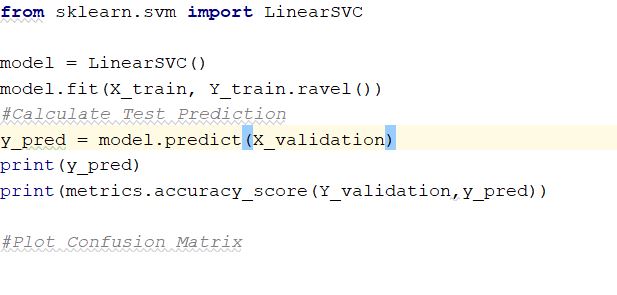 from sklearn.svm import LinearSVC
model = LinearSVC()
model.fit(X_train, Y_train.ravel())
#Calculate Test Prediction
y_pred = model.predict(X_validation)
print(y_pred)
print(metrics.accuracy_score(Y_validation,y_pred))
#Plot Confusion Matrix